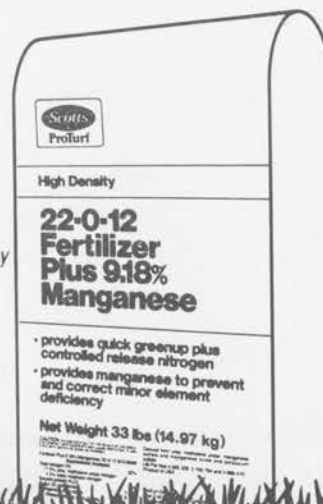 Scotts
ProTurf
High Density
22-0-12
Fertilizer
Plus 9.18%
Manganese
y
• provides quick greenup plus
controlled release nitrogen
• provides manganese to prevent
and correct minor element
deficiency
Net Weight 33 lbs (14.97 kg)